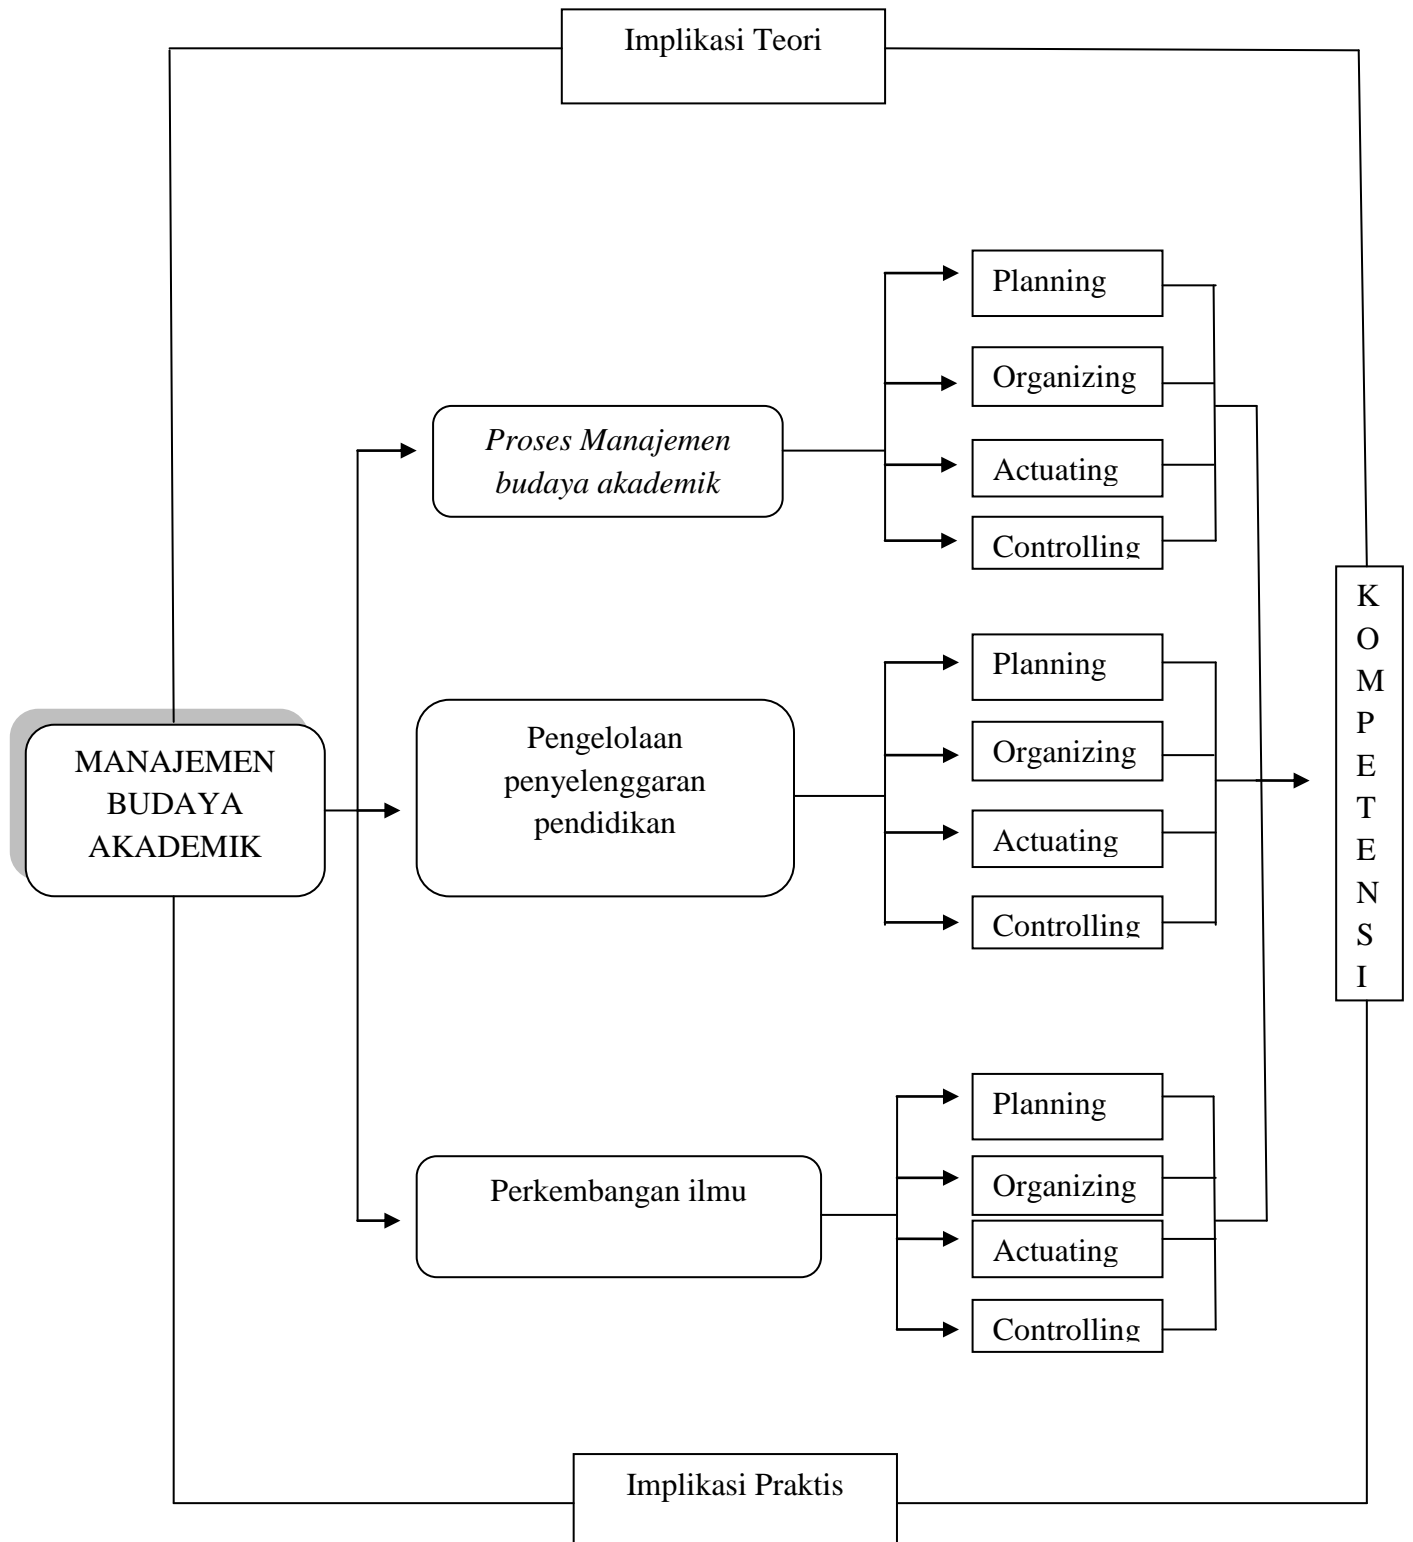 Implikasi Teori
Planning
Organizing
Proses Manajemen
budaya akademik
Actuating
Controlling
K
O
M
P
E
T
E
N
S
I
Planning
Pengelolaan
penyelenggaran
pendidikan
Organizing
MANAJEMEN
BUDAYA
AKADEMIK
Actuating
Controlling
Planning
Perkembangan ilmu
Organizing
Actuating
Controlling
Implikasi Praktis